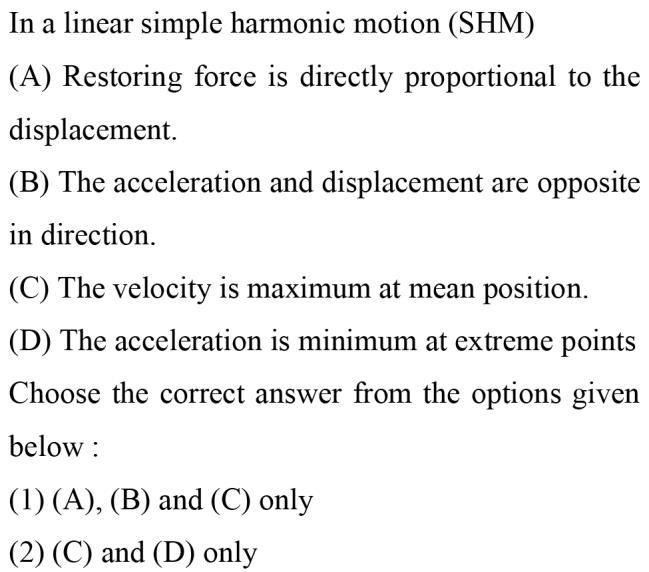 In a linear simple harmonic motion (SHM)
(A) Restoring force is directly proportional to the
displacement.
(B) The acceleration and displacement are opposite
in direction.
(C) The velocity is maximum at mean position.
(D) The acceleration is minimum at extreme points
Choose the correct answer from the options given
below :
(1) (A), (B) and (C) only
(2) (C) and (D) only